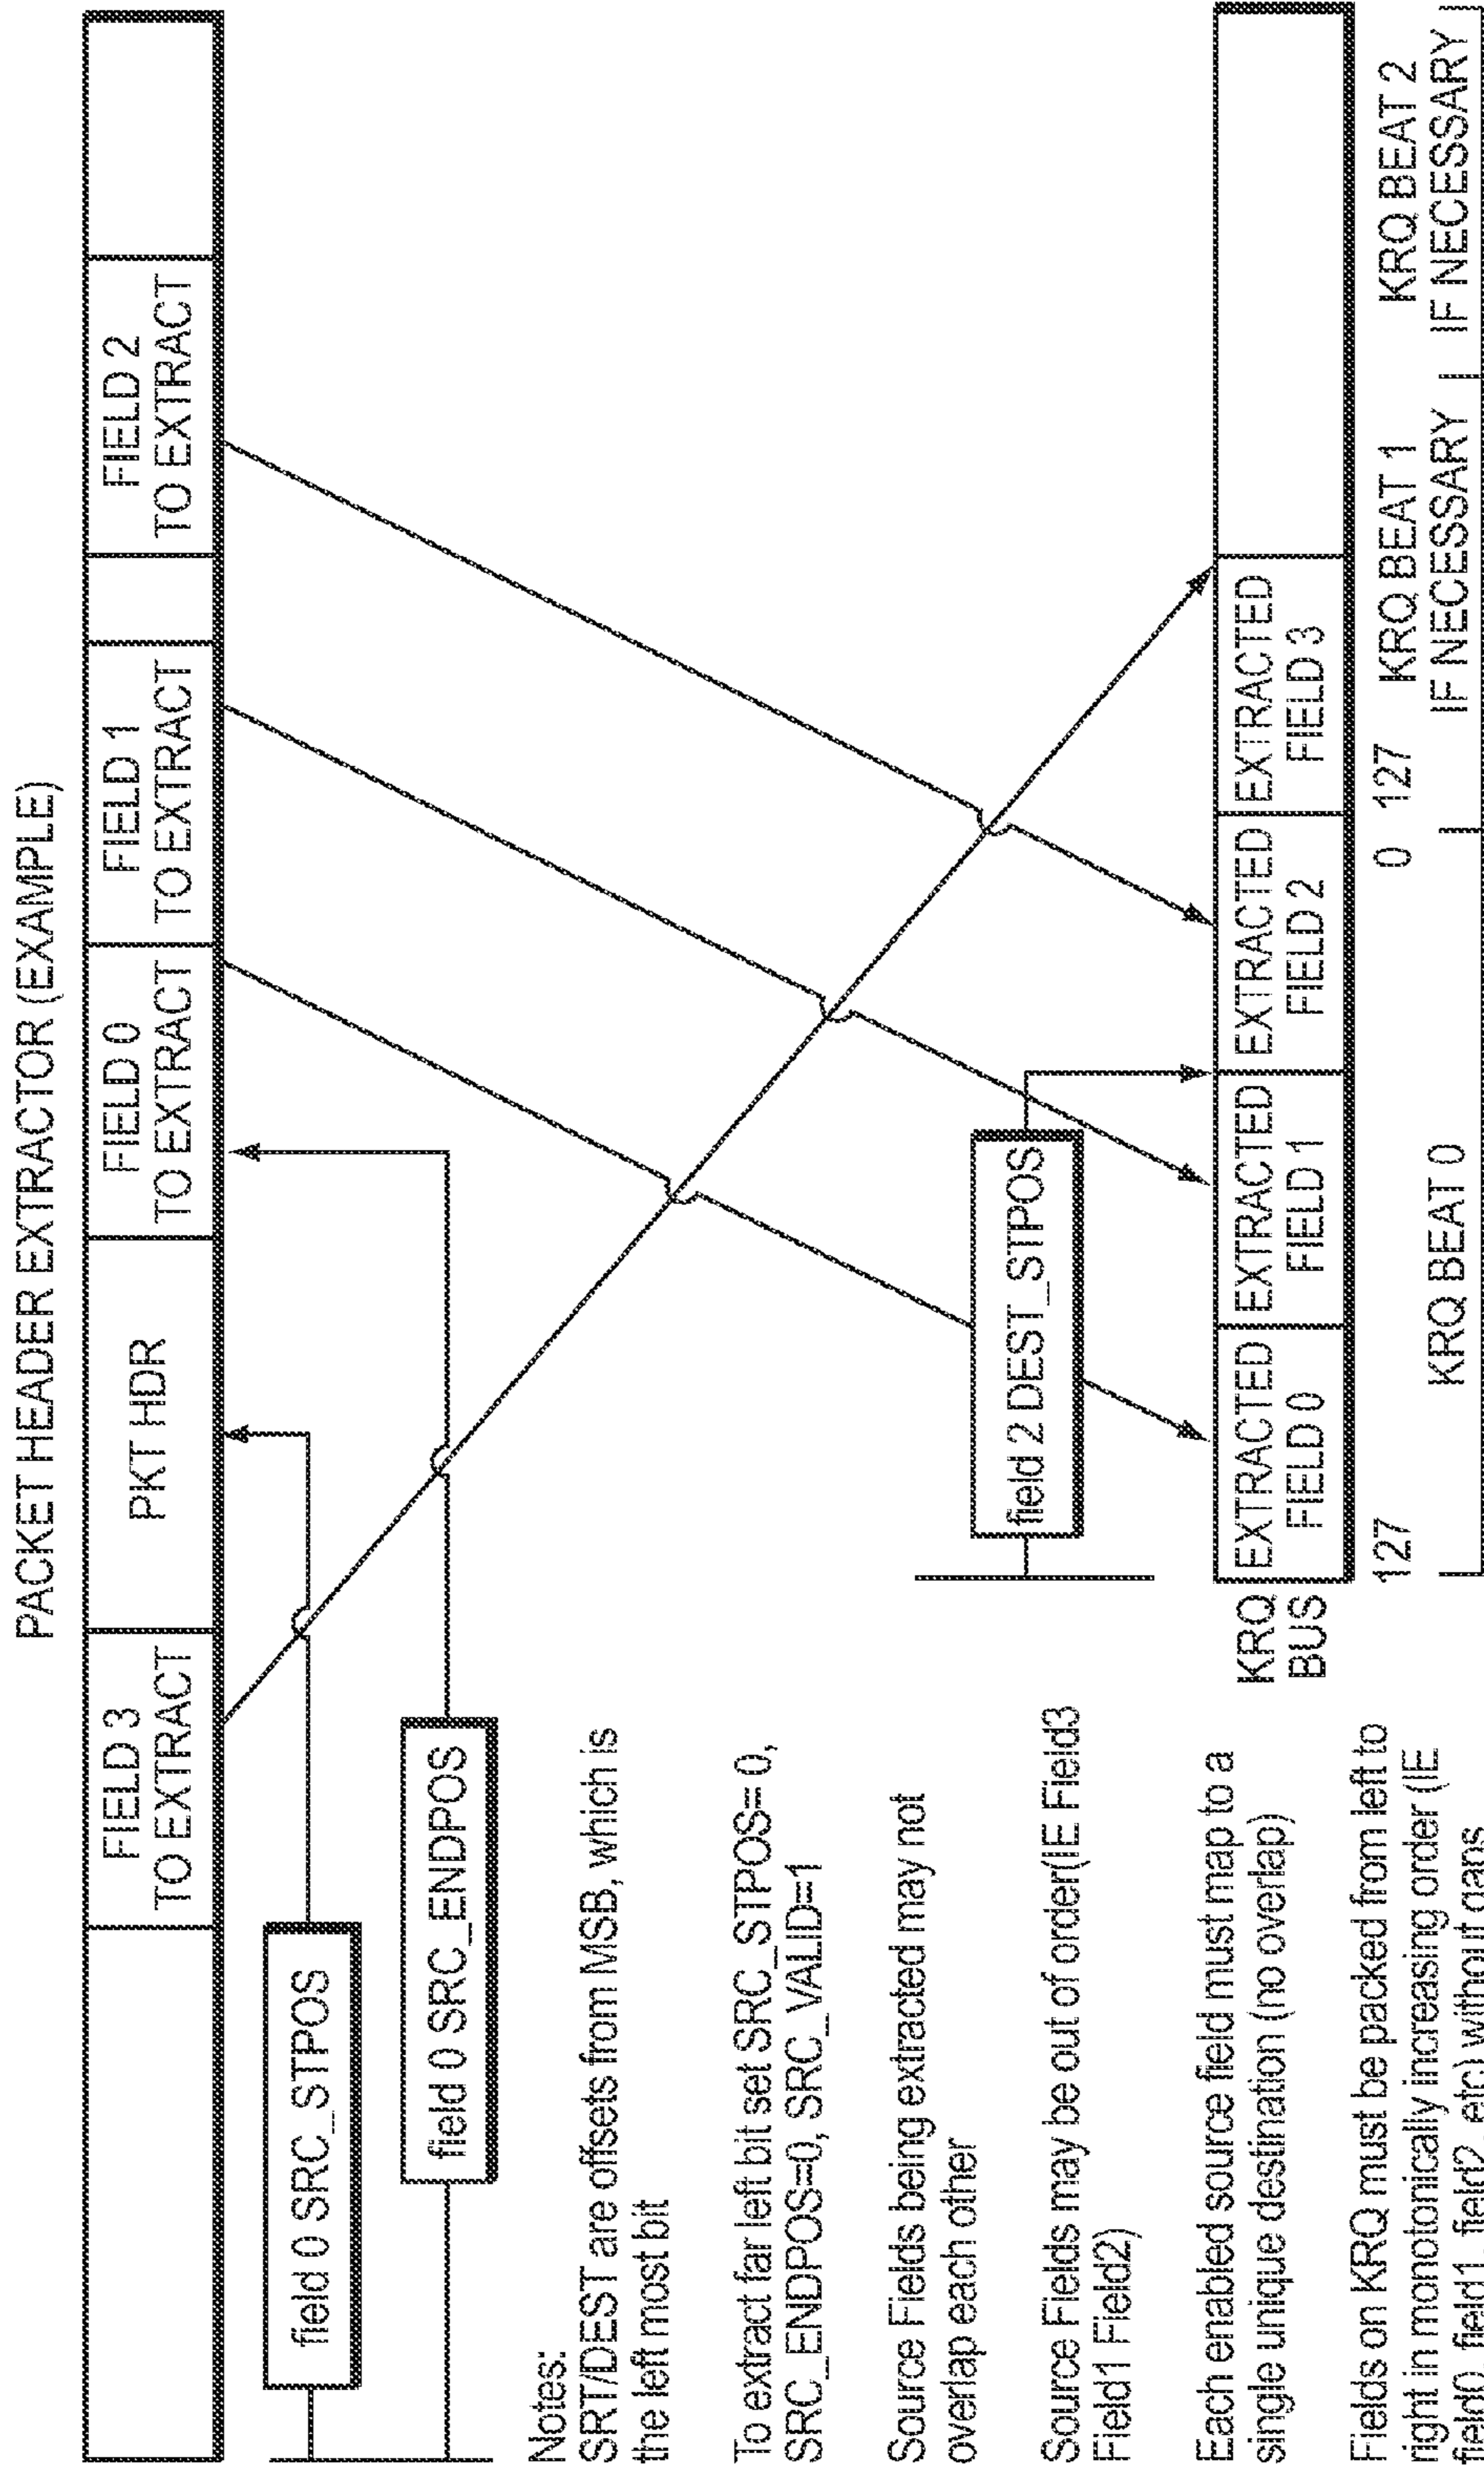 PACKET HEADER EXTRACTOR (EXAMPLE)
FIELD 3
TO EXTRACT
PKT HDR
FIELD 0
TO EXTRACT
FIELD 1
TO EXTRACT
FIELD 2
TO EXTRACT
field 0 SRC_STPOS
field 0 SRC_ENDPOS
Notes:
SRT/DEST are offsets from MSB, which is
the left most bit
To extract far left bit set SRC_STPOS= 0,
SRC_ENDPOS=0, SRC_VALID=1
Source Fields being extracted may not
overlap each other
Source Fields may be out of order(IE Field3
Field1 Field2)
Each enabled source field must map to a
single unique destination (no overlap)
Fields on KRQ must be packed from left to
right in monotonically increasing order (IE
field0, field1, field2, etc) without gaps
field 2 DEST_STPOS
KRQ
BUS
EXTRACTED
FIELD 0
EXTRACTED
FIELD 1
EXTRACTED
FIELD 2
EXTRACTED
FIELD 3
127
0
127
KRQ BEAT 0
KRQ BEAT 1
IF NECESSARY
KRQ BEAT 2
IF NECESSARY